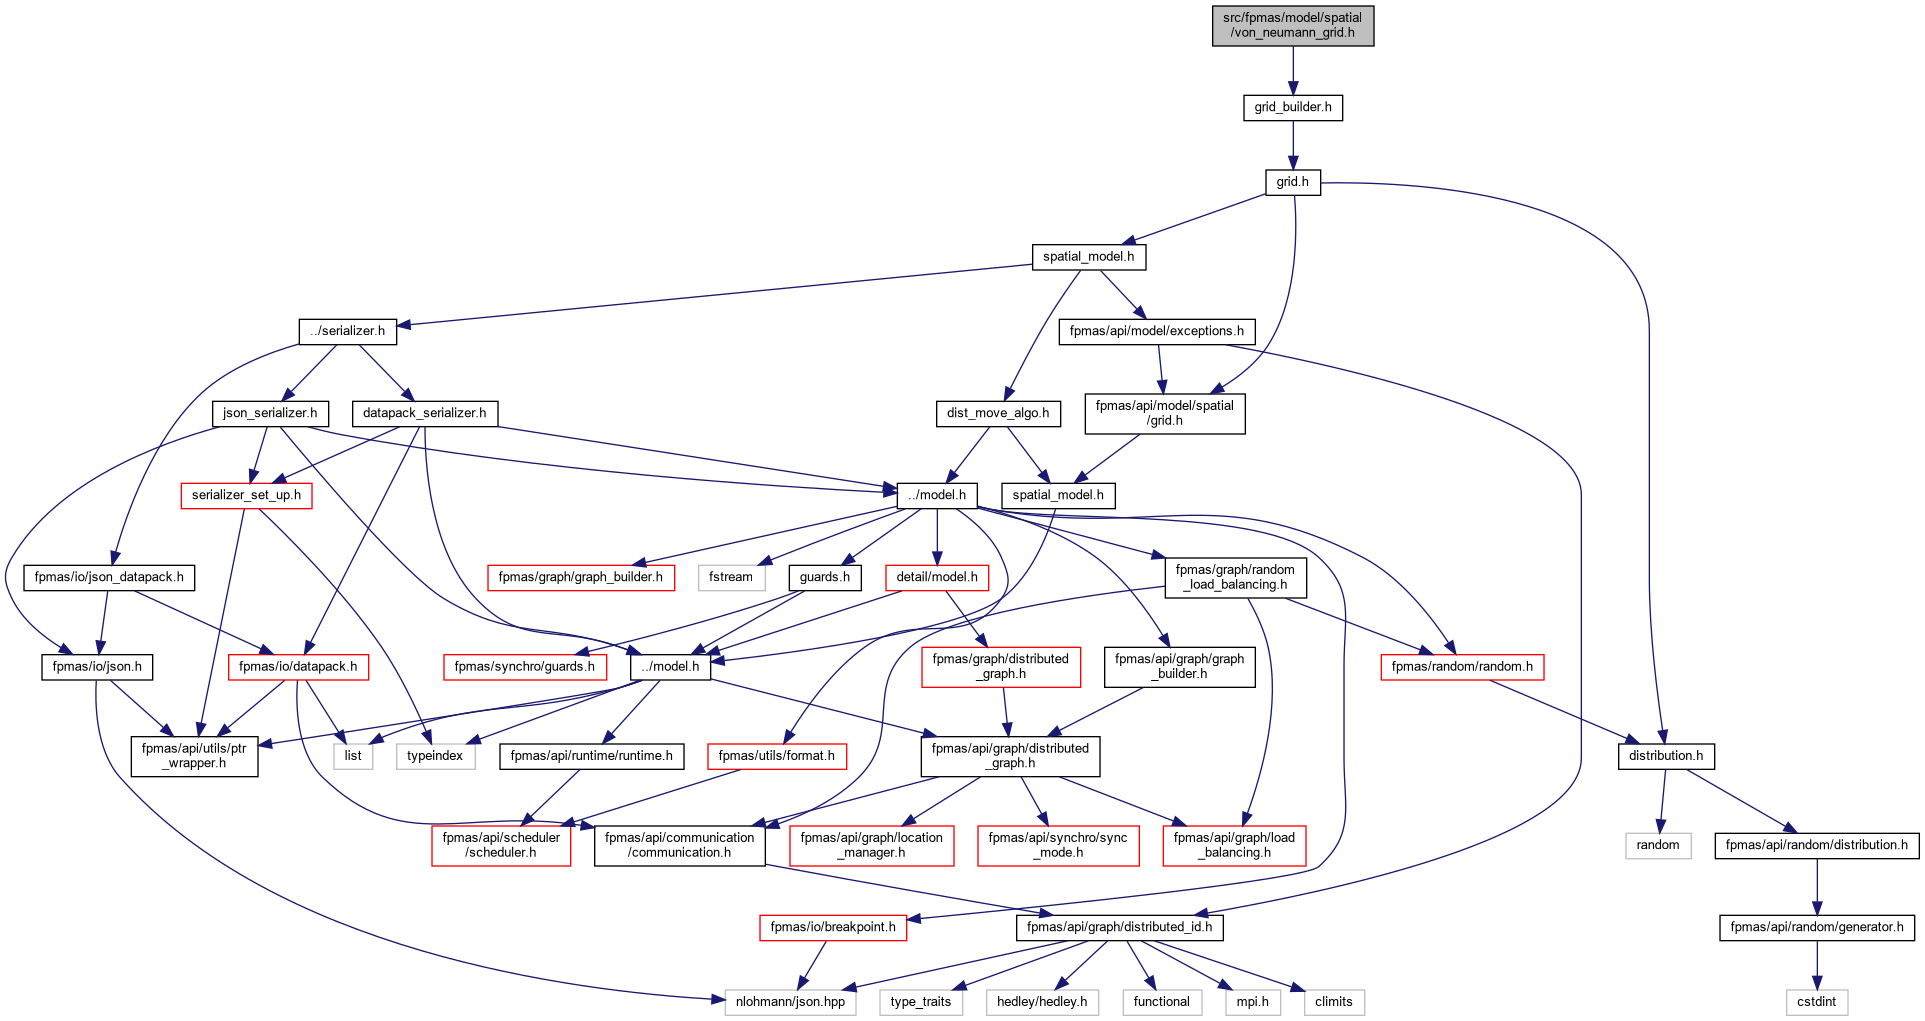 src/fpmas/model/spatial
/von_neumann_grid.h
grid_builder.h
grid.h
spatial_model.h
../serializer.h
fpmas/api/model/exceptions.h
json_serializer.h
datapack_serializer.h
dist_move_algo.h
fpmas/api/model/spatial
/grid.h
serializer_set_up.h
../model.h
spatial_model.h
fpmas/io/json_datapack.h
fpmas/graph/graph_builder.h
fstream
guards.h
detail/model.h
fpmas/graph/random
_load_balancing.h
fpmas/io/json.h
fpmas/io/datapack.h
fpmas/synchro/guards.h
../model.h
fpmas/graph/distributed
_graph.h
fpmas/api/graph/graph
_builder.h
fpmas/random/random.h
fpmas/api/utils/ptr
_wrapper.h
list
typeindex
fpmas/api/runtime/runtime.h
fpmas/utils/format.h
fpmas/api/graph/distributed
_graph.h
distribution.h
fpmas/api/scheduler
/scheduler.h
fpmas/api/communication
/communication.h
fpmas/api/graph/location
_manager.h
fpmas/api/synchro/sync
_mode.h
fpmas/api/graph/load
_balancing.h
random
fpmas/api/random/distribution.h
fpmas/io/breakpoint.h
fpmas/api/graph/distributed_id.h
fpmas/api/random/generator.h
nlohmann/json.hpp
type_traits
hedley/hedley.h
functional
mpi.h
climits
cstdint